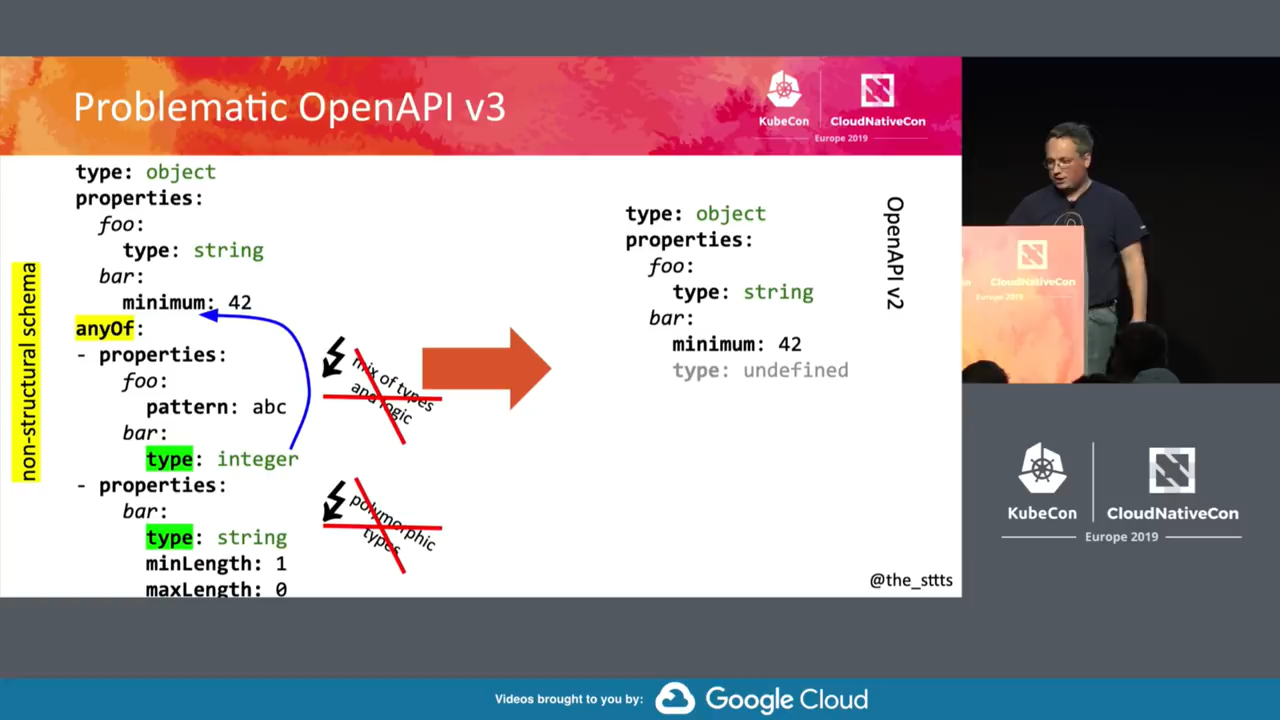 Problematic OpenAPI v3
KubeCon
CloudNativeCon
Europe 2019
type: object
properties:
foo:
type: string
bar:
minimum: 42
anyOf:
- properties:
foo:
pattern: abc
bar:
type: integer
- properties:
bar:
type: string
minLength: 1
maxLength: 0
non-structural schema
mix of types
and logic
polymorphic
types
type: object
properties:
foo:
type: string
bar:
minimum: 42
type: undefined
OpenAPI v2
@the_sttts
CloudNativeCon
Europe 2019
KubeCon
CloudNativeCon
Europe 2019
Videos brought to you by:
Google Cloud